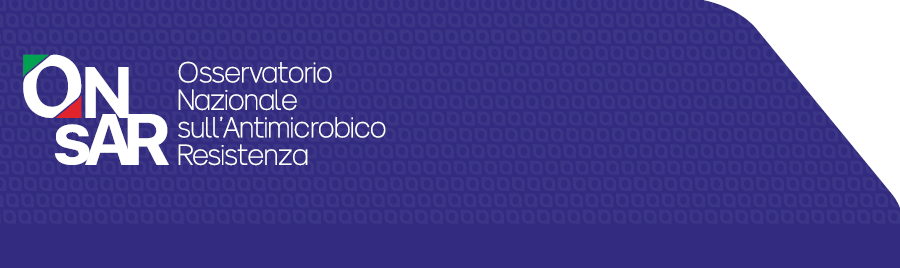 ON
sAR
Osservatorio
Nazionale
sull'Antimicrobico
Resistenza